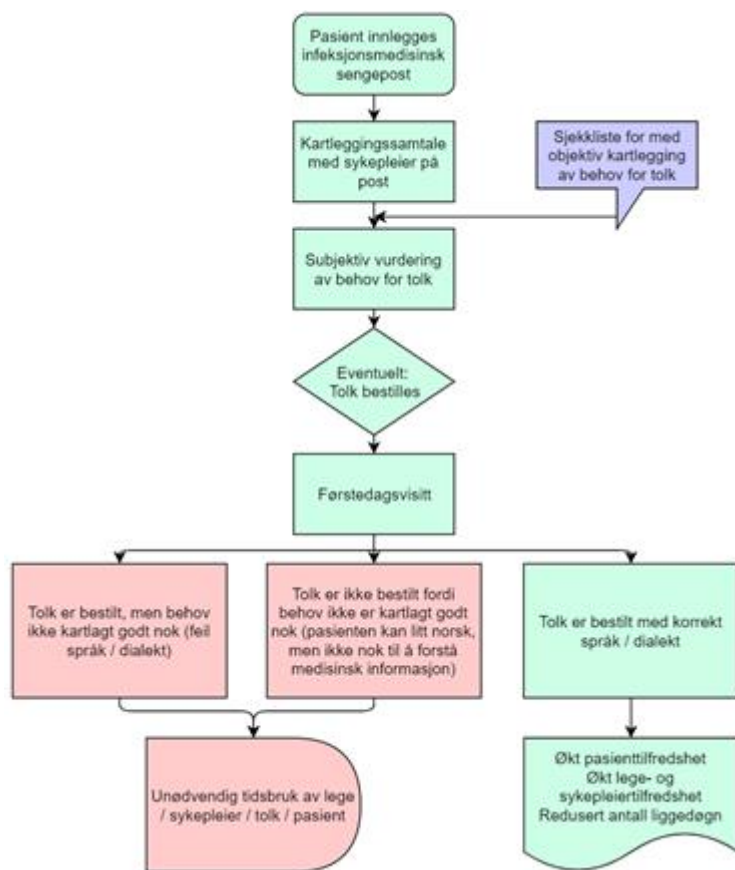 Pasient innlegges
infeksjonsmedisinsk
sengepost
Kartleggingssamtale
med sykepleier på
post
Sjekkliste for med
objektiv kartlegging
av behov for tolk
Subjektiv vurdering
av behov for tolk
Eventuelt:
Tolk bestilles
Førstedagsvisitt
Tolk er bestilt, men behov
ikke kartlagt godt nok (feil
språk / dialekt)
Tolk er ikke bestilt fordi
behov ikke er kartlagt godt
nok (pasienten kan litt norsk,
men ikke nok til å forstå
medisinsk informasjon)
Tolk er bestilt med korrekt
språk / dialekt
Unødvendig tidsbruk av lege
/ sykepleier / tolk / pasient
Økt pasienttilfredshet
Økt lege- og
sykepleiertilfredshet
Redusert antall liggedøgn